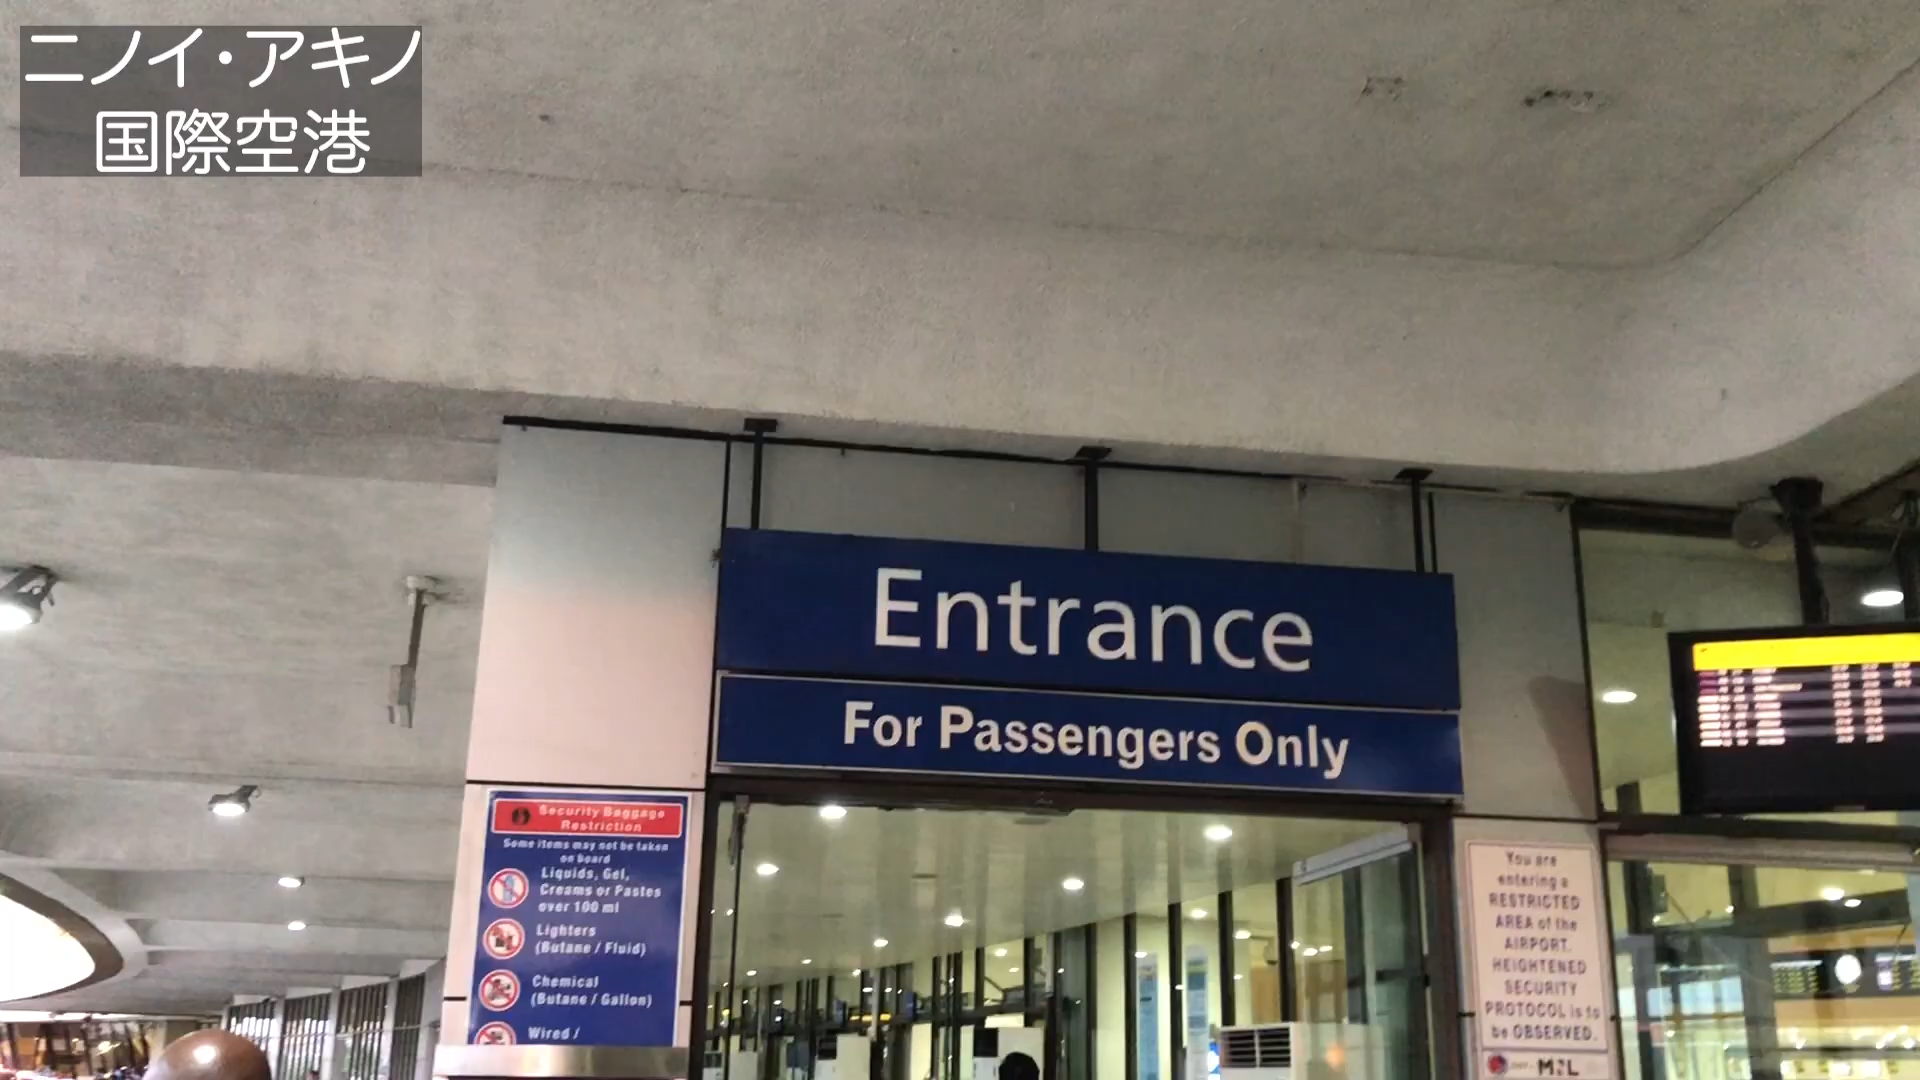 ニノイ・アキノ
国際空港
Entrance
For Passengers Only
Security Baggage
Restriction
Some items may not be taken
on board
Liquids, Gel,
Creams or Pastes
over 100 ml
Lighters
(Butane / Fluid)
Chemical
(Butane / Gallon)
Wired /
You are
entering a
RESTRICTED
AREA of the
AIRPORT.
HEIGHTENED
SECURITY
PROTOCOL is to
be OBSERVED.